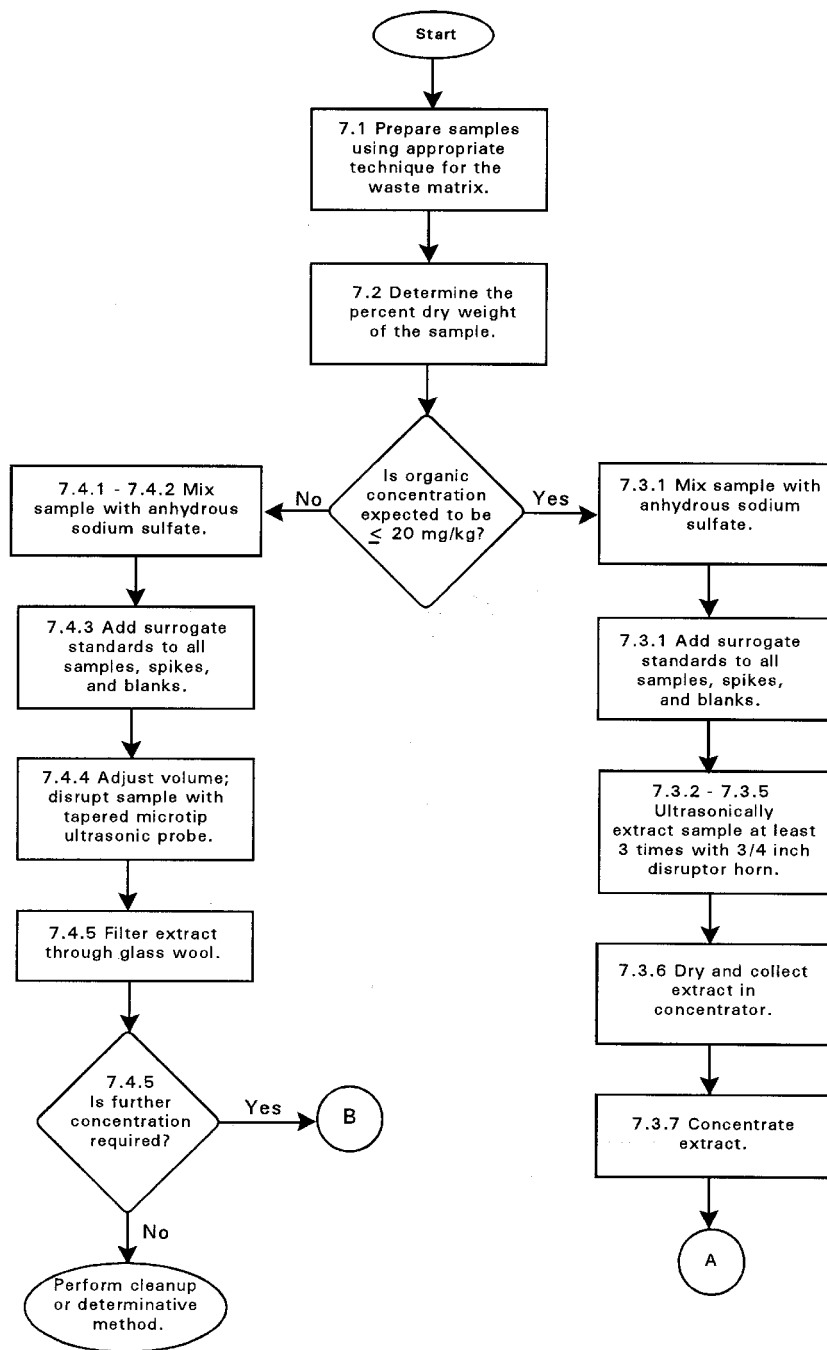 Start
7.1 Prepare samples
using appropriate
technique for the
waste matrix.
7.2 Determine the
percent dry weight
of the sample.
Is organic
concentration
expected to be
≤ 20 mg/kg?
No
Yes
7.4.1 - 7.4.2 Mix
sample with anhydrous
sodium sulfate.
7.4.3 Add surrogate
standards to all
samples, spikes,
and blanks.
7.4.4 Adjust volume;
disrupt sample with
tapered microtip
ultrasonic probe.
7.4.5 Filter extract
through glass wool.
7.4.5
Is further
concentration
required?
Yes
B
No
Perform cleanup
or determinative
method.
7.3.1 Mix sample with
anhydrous sodium
sulfate.
7.3.1 Add surrogate
standards to all
samples, spikes,
and blanks.
7.3.2 - 7.3.5
Ultrasonically
extract sample at least
3 times with 3/4 inch
disruptor horn.
7.3.6 Dry and collect
extract in
concentrator.
7.3.7 Concentrate
extract.
A